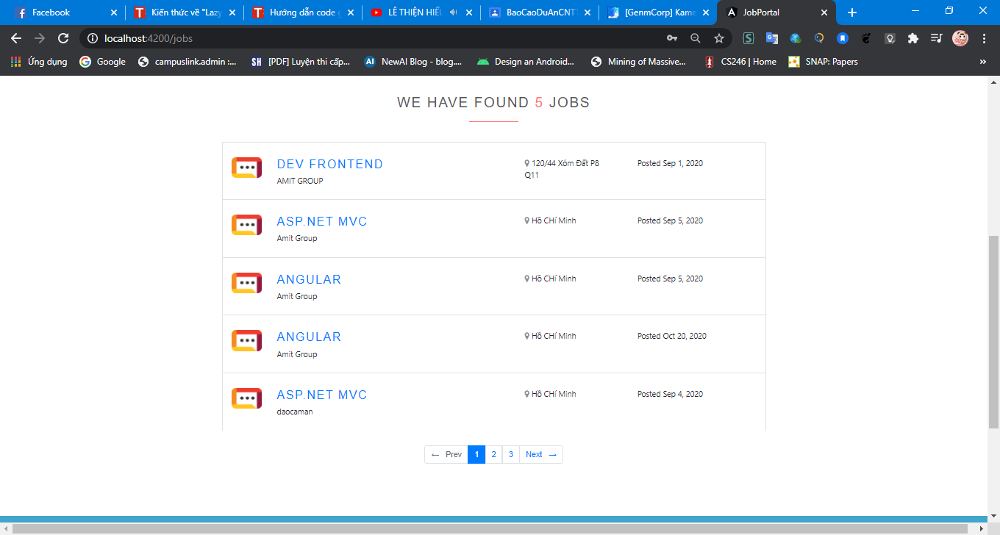 Facebook
Kiến thức về "Lazy
Hướng dẫn code g
LÊ THIỆN HIẾU
BaoCaoDuAnCNT
[GenmCorp] Kame
JobPortal
localhost:4200/jobs
Ứng dụng
Google
campuslink.admin :...
SH
[PDF] Luyện thi cấp...
AI
NewAI Blog - blog....
Design an Android...
Mining of Massive...
CS246 | Home
SNAP: Papers
WE HAVE FOUND 5 JOBS
DEV FRONTEND
AMIT GROUP
120/44 Xóm Đất P8
Q11
Posted Sep 1, 2020
ASP.NET MVC
Amit Group
Hồ CHí Minh
Posted Sep 5, 2020
ANGULAR
Amit Group
Hồ CHí Minh
Posted Sep 5, 2020
ANGULAR
Amit Group
Hồ CHí Minh
Posted Oct 20, 2020
ASP.NET MVC
daocaman
Hồ CHí Minh
Posted Sep 4, 2020
← Prev 1 2 3 Next →